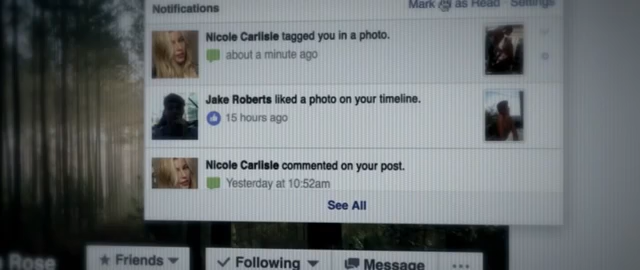 Notifications
Mark as Read · Settings
Nicole Carlisle tagged you in a photo.
about a minute ago
Jake Roberts liked a photo on your timeline.
15 hours ago
Nicole Carlisle commented on your post.
Yesterday at 10:52am
See All
Rose
Friends
Following
Message
...